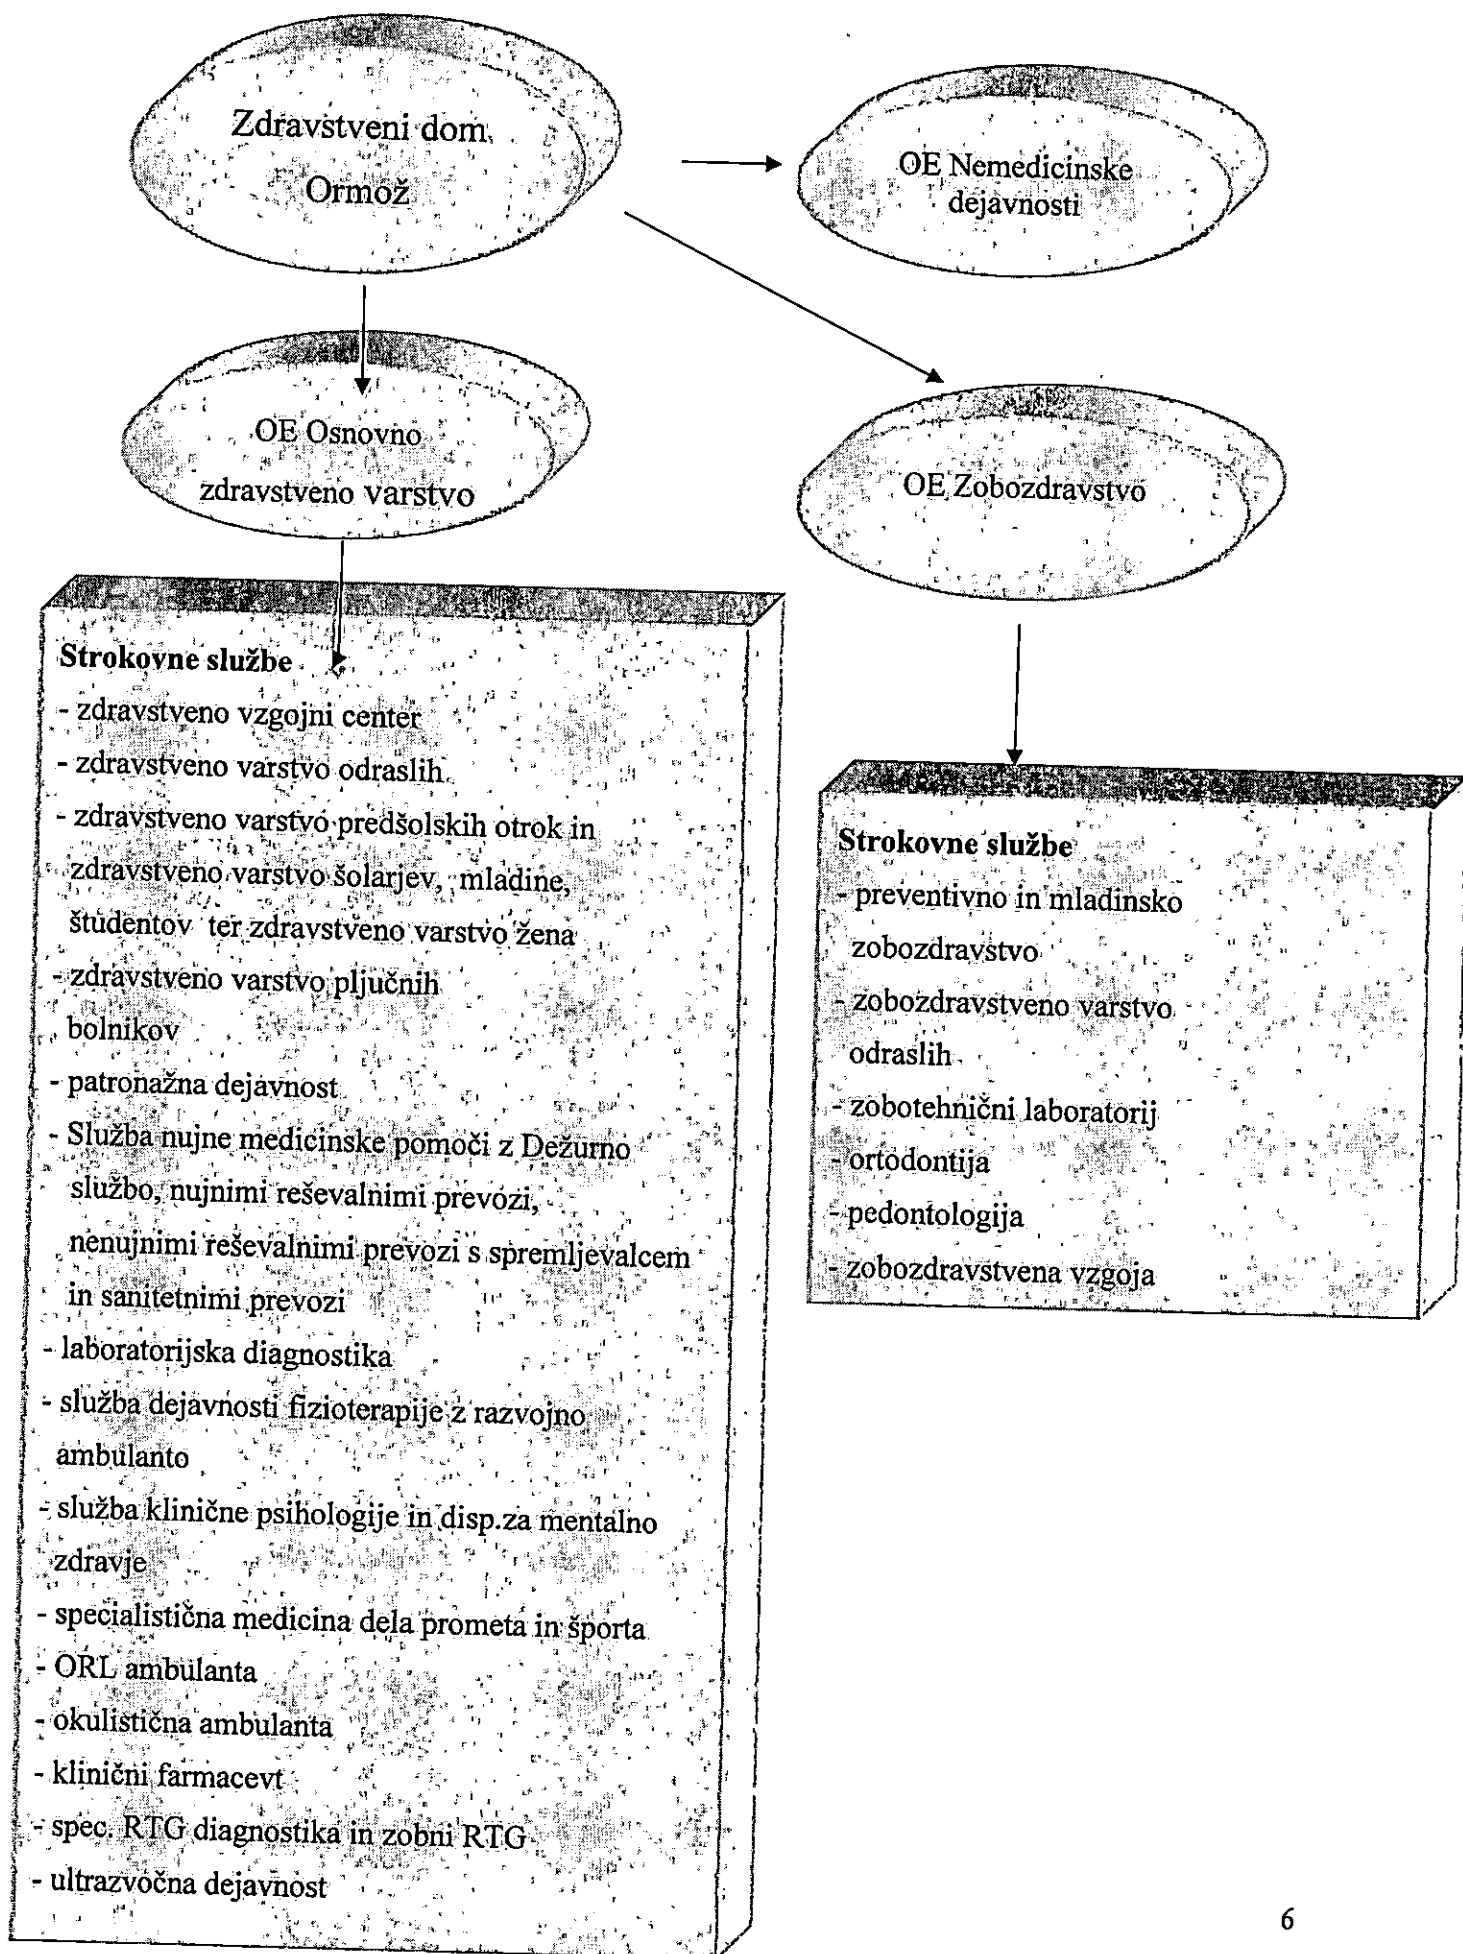 Zdravstveni dom
Ormož
OE Nemedicinske
dejavnosti
OE Osnovno
zdravstveno varstvo
OE Zobozdravstvo
Strokovne službe
- zdravstveno vzgojni center
- zdravstveno varstvo odraslih
- zdravstveno varstvo predšolskih otrok in
zdravstveno varstvo šolarjev, mladine,
študentov ter zdravstveno varstvo žena
- zdravstveno varstvo pljučnih
bolnikov
- patronažna dejavnost
- Služba nujne medicinske pomoči z Dežurno
službo, nujnimi reševalnimi prevozi,
nenujnimi reševalnimi prevozi s spremljevalcem
in sanitetnimi prevozi
- laboratorijska diagnostika
- služba dejavnosti fizioterapije z razvojno
ambulanto
- služba klinične psihologije in disp.za mentalno
zdravje
- specialistična medicina dela prometa in športa
- ORL ambulanta
- okulistična ambulanta
- klinični farmacevt
- spec. RTG diagnostika in zobni RTG
- ultrazvočna dejavnost
Strokovne službe
- preventivno in mladinsko
zobozdravstvo
- zobozdravstveno varstvo
odraslih
- zobotehnični laboratorij
- ortodontija
- pedontologija
- zobozdravstvena vzgoja
6